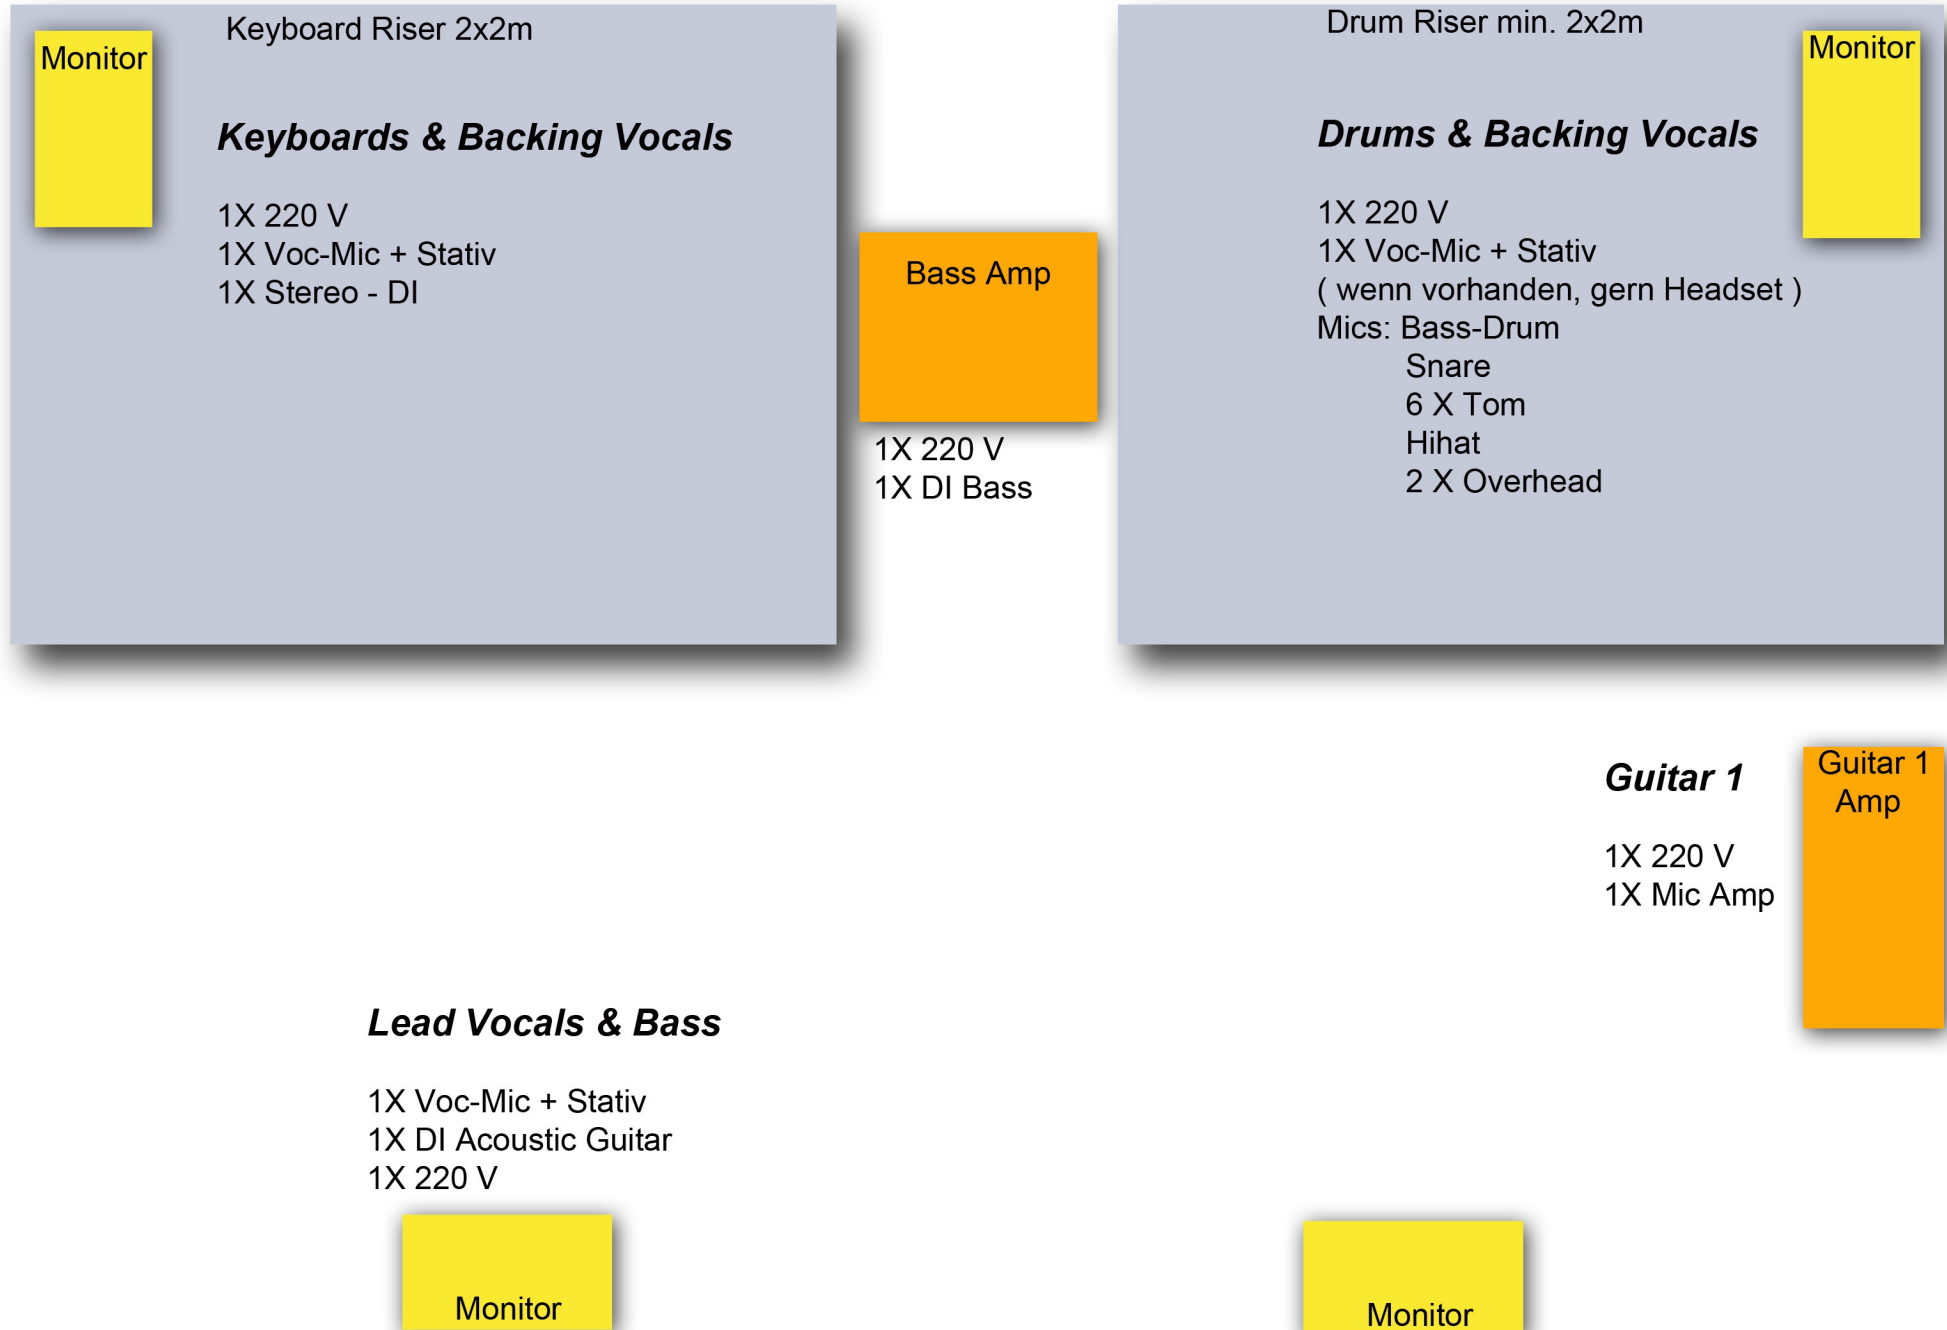 Keyboard Riser 2x2m
Monitor
Keyboards & Backing Vocals
1X 220 V
1X Voc-Mic + Stativ
1X Stereo - DI
Bass Amp
1X 220 V
1X DI Bass
Drum Riser min. 2x2m
Monitor
Drums & Backing Vocals
1X 220 V
1X Voc-Mic + Stativ
( wenn vorhanden, gern Headset )
Mics: Bass-Drum
Snare
6 X Tom
Hihat
2 X Overhead
Guitar 1
1X 220 V
1X Mic Amp
Guitar 1
Amp
Lead Vocals & Bass
1X Voc-Mic + Stativ
1X DI Acoustic Guitar
1X 220 V
Monitor
Monitor